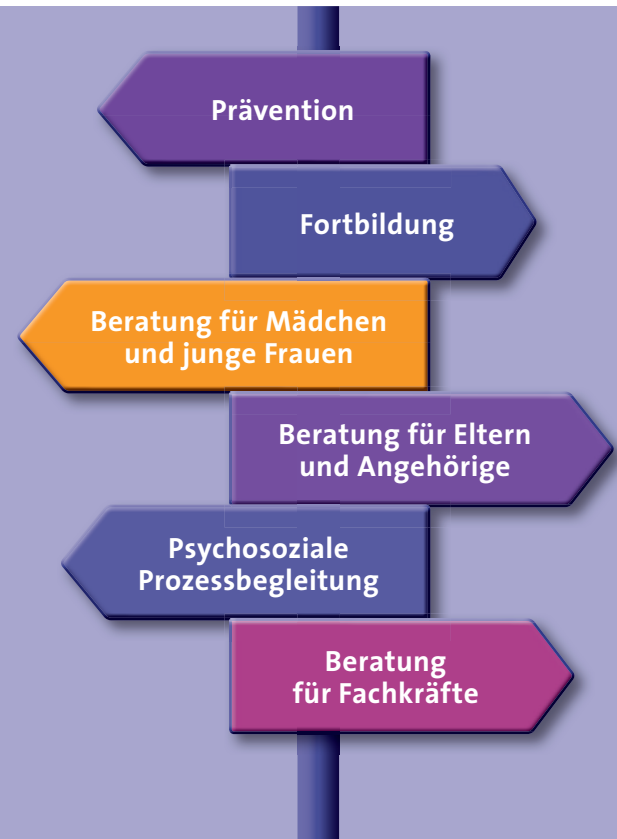 Prävention
Fortbildung
Beratung für Mädchen
und junge Frauen
Beratung für Eltern
und Angehörige
Psychosoziale
Prozessbegleitung
Beratung
für Fachkräfte